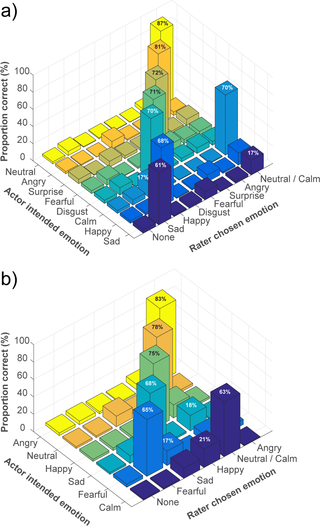 a)
87%
81%
72%
71%
70%
70%
68%
61%
17%
17%
Proportion correct (%)
100
80
60
40
20
0
Neutral
Angry
Surprise
Fearful
Disgust
Calm
Happy
Sad
Actor intended emotion
Neutral / Calm
Angry
Surprise
Fearful
Disgust
Happy
Sad
None
Rater chosen emotion
b)
83%
78%
75%
68%
65%
63%
18%
17%
21%
Proportion correct (%)
100
80
60
40
20
0
Angry
Neutral
Happy
Sad
Fearful
Calm
Actor intended emotion
Angry
Neutral / Calm
Happy
Sad
Fearful
None
Rater chosen emotion